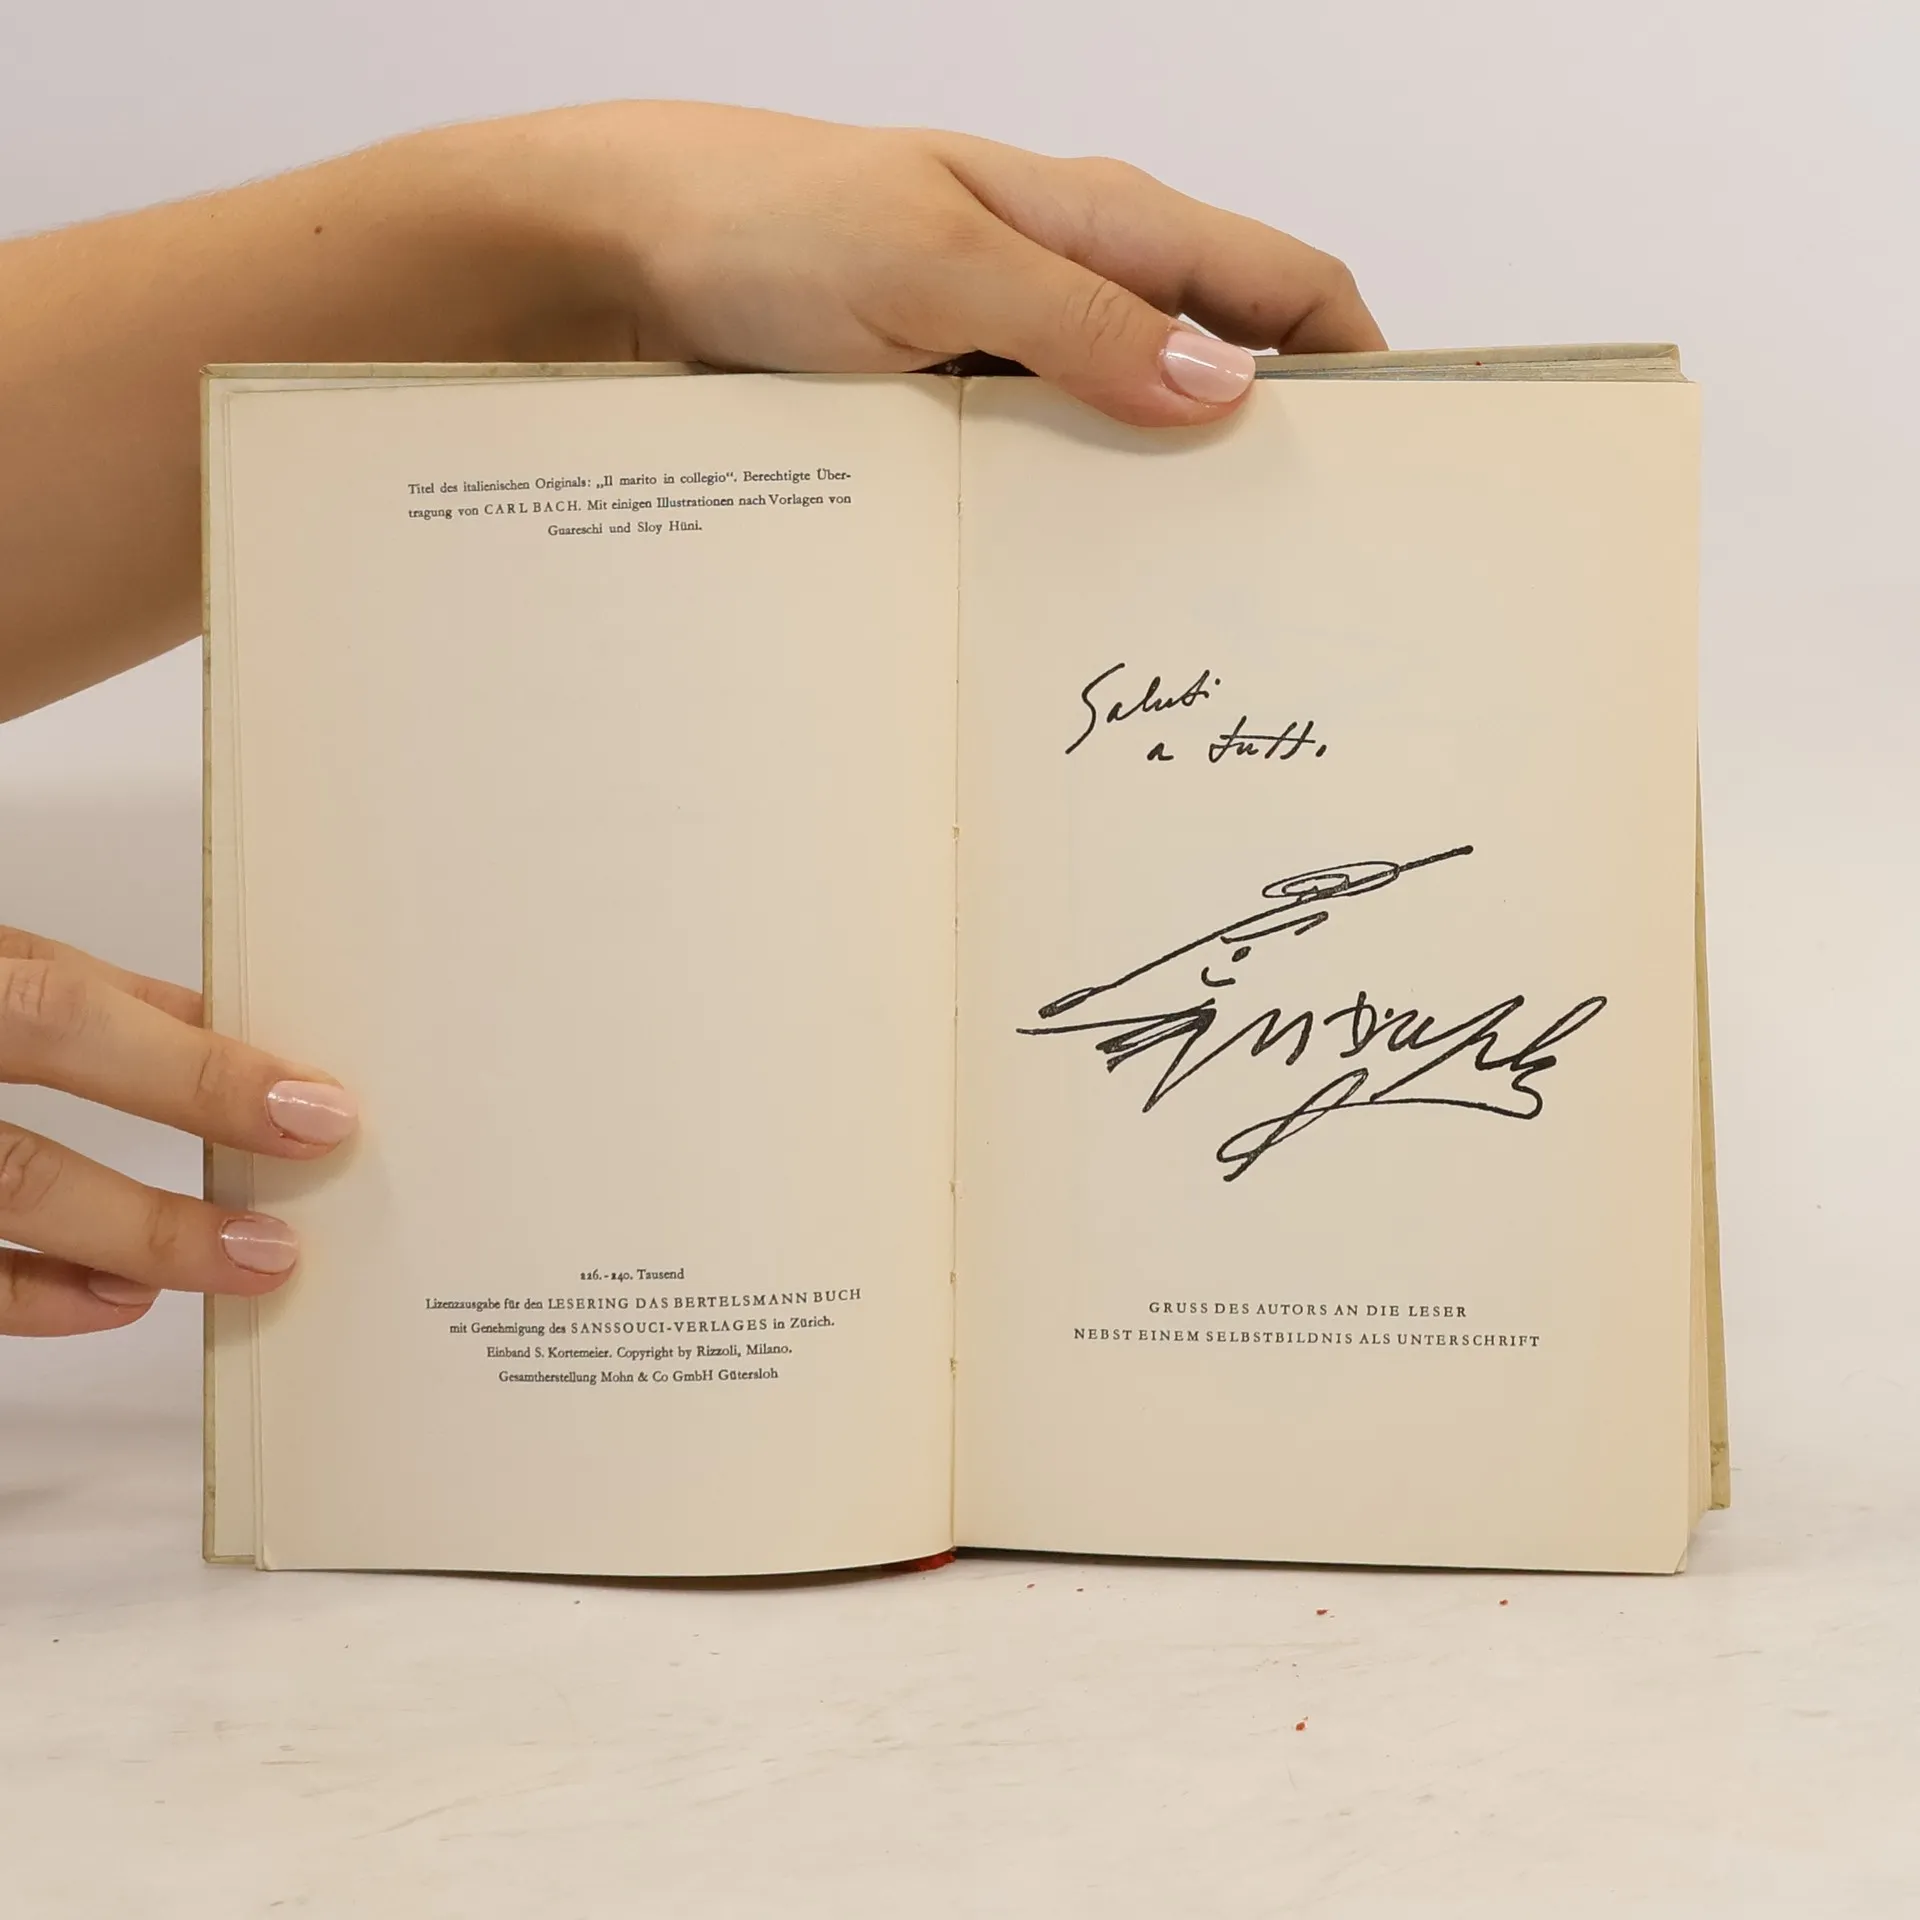 Titel des italienischen Originals: „Il marito in collegio“. Berechtigte Über-
tragung von CARL BACH. Mit einigen Illustrationen nach Vorlagen von
Guareschi und Sloy Hüni.
226.-240. Tausend
Lizenzausgabe für den LESERING DAS BERTELSMANN BUCH
mit Genehmigung des SANSSOUCI-VERLAGES in Zürich.
Einband S. Kortemeier. Copyright by Rizzoli, Milano.
Gesamtherstellung Mohn & Co GmbH Gütersloh
Saluti
a tutti
GRUSS DES AUTORS AN DIE LESER
NEBST EINEM SELBSTBILDNIS ALS UNTERSCHRIFT